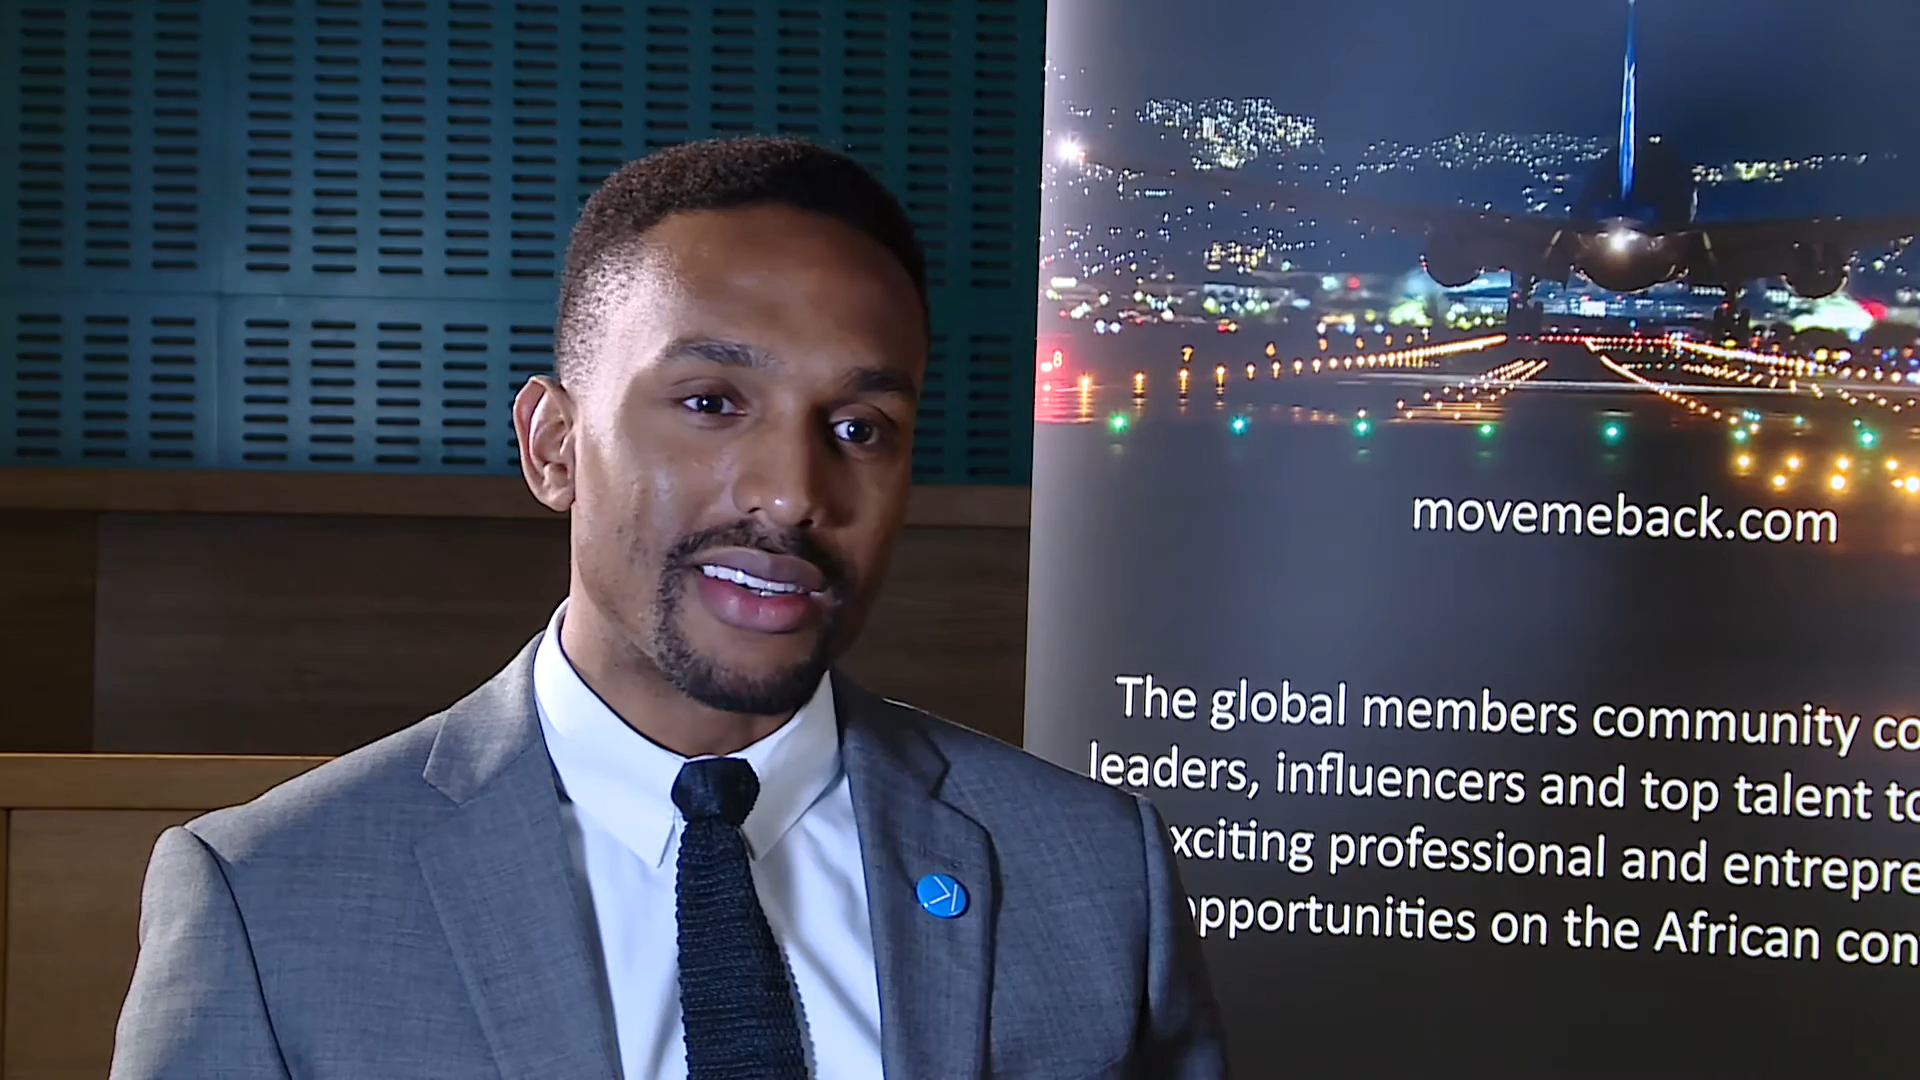 movemeback.com
The global members community co
leaders, influencers and top talent to
xciting professional and entrepre
pportunities on the African con